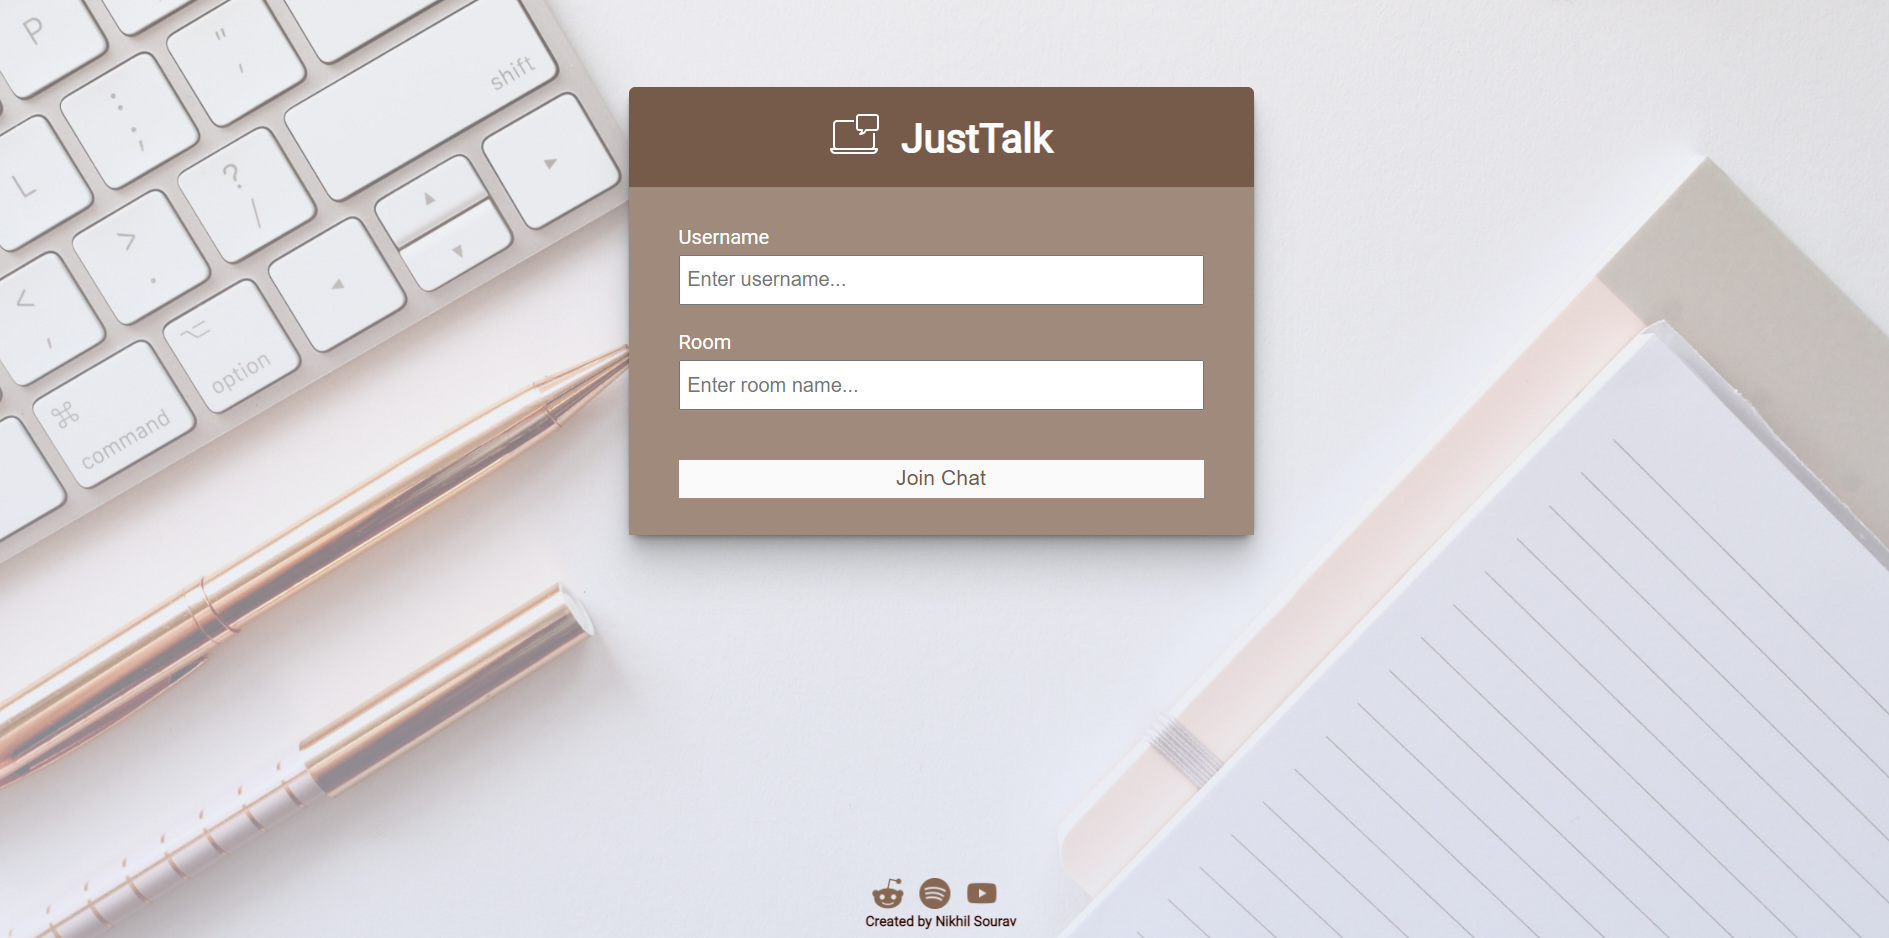 P
"
,
shift
:
;
L
?
/
>
.
<
,
option
command
JustTalk
Username
Enter username...
Room
Enter room name...
Join Chat
Created by Nikhil Sourav